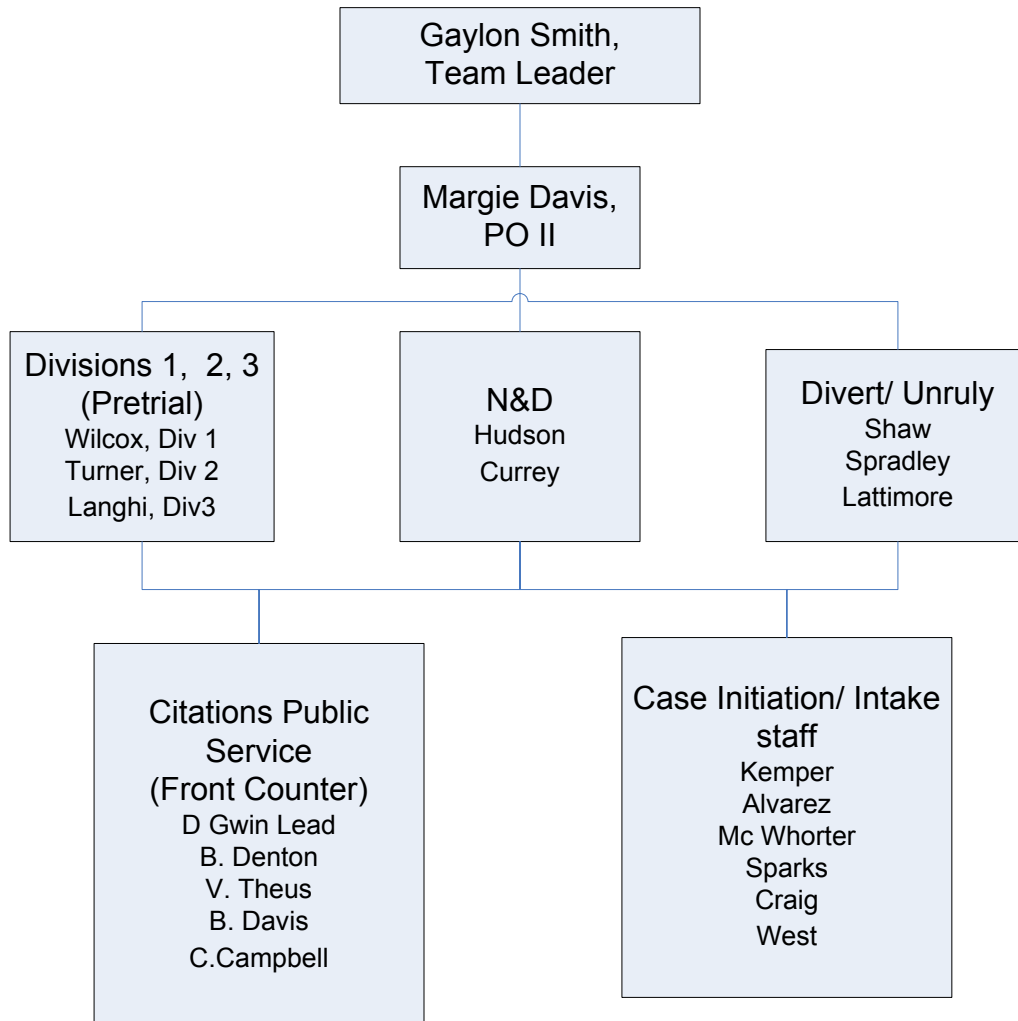 Gaylon Smith,
Team Leader
Margie Davis,
PO II
Divisions 1, 2, 3
(Pretrial)
Wilcox, Div 1
Turner, Div 2
Langhi, Div3
N&D
Hudson
Currey
Divert/ Unruly
Shaw
Spradley
Lattimore
Citations Public
Service
(Front Counter)
D Gwin Lead
B. Denton
V. Theus
B. Davis
C.Campbell
Case Initiation/ Intake
staff
Kemper
Alvarez
Mc Whorter
Sparks
Craig
West